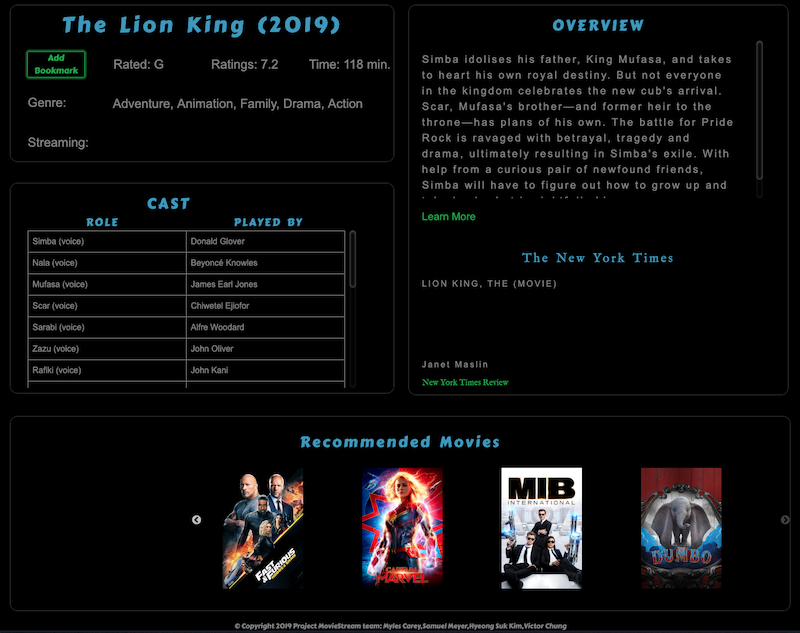 The Lion King (2019)
Add
Bookmark
Rated: G
Ratings: 7.2
Time: 118 min.
Genre:
Adventure, Animation, Family, Drama, Action
Streaming:
CAST
ROLE PLAYED BY
Simba (voice) Donald Glover
Nala (voice) Beyoncé Knowles
Mufasa (voice) James Earl Jones
Scar (voice) Chiwetel Ejiofor
Sarabi (voice) Alfre Woodard
Zazu (voice) John Oliver
Rafiki (voice) John Kani
OVERVIEW
Simba idolises his father, King Mufasa, and takes
to heart his own royal destiny. But not everyone
in the kingdom celebrates the new cub's arrival.
Scar, Mufasa's brother—and former heir to the
throne—has plans of his own. The battle for Pride
Rock is ravaged with betrayal, tragedy and
drama, ultimately resulting in Simba's exile. With
help from a curious pair of newfound friends,
Simba will have to figure out how to grow up and
Learn More
The New York Times
LION KING, THE (MOVIE)
Janet Maslin
New York Times Review
Recommended Movies
FAST & FURIOUS
CAPTAIN MARVEL
MIB
INTERNATIONAL
DUMBO
© Copyright 2019 Project MovieStream team: Myles Carey,Samuel Meyer,Hyeong Suk Kim,Victor Chung